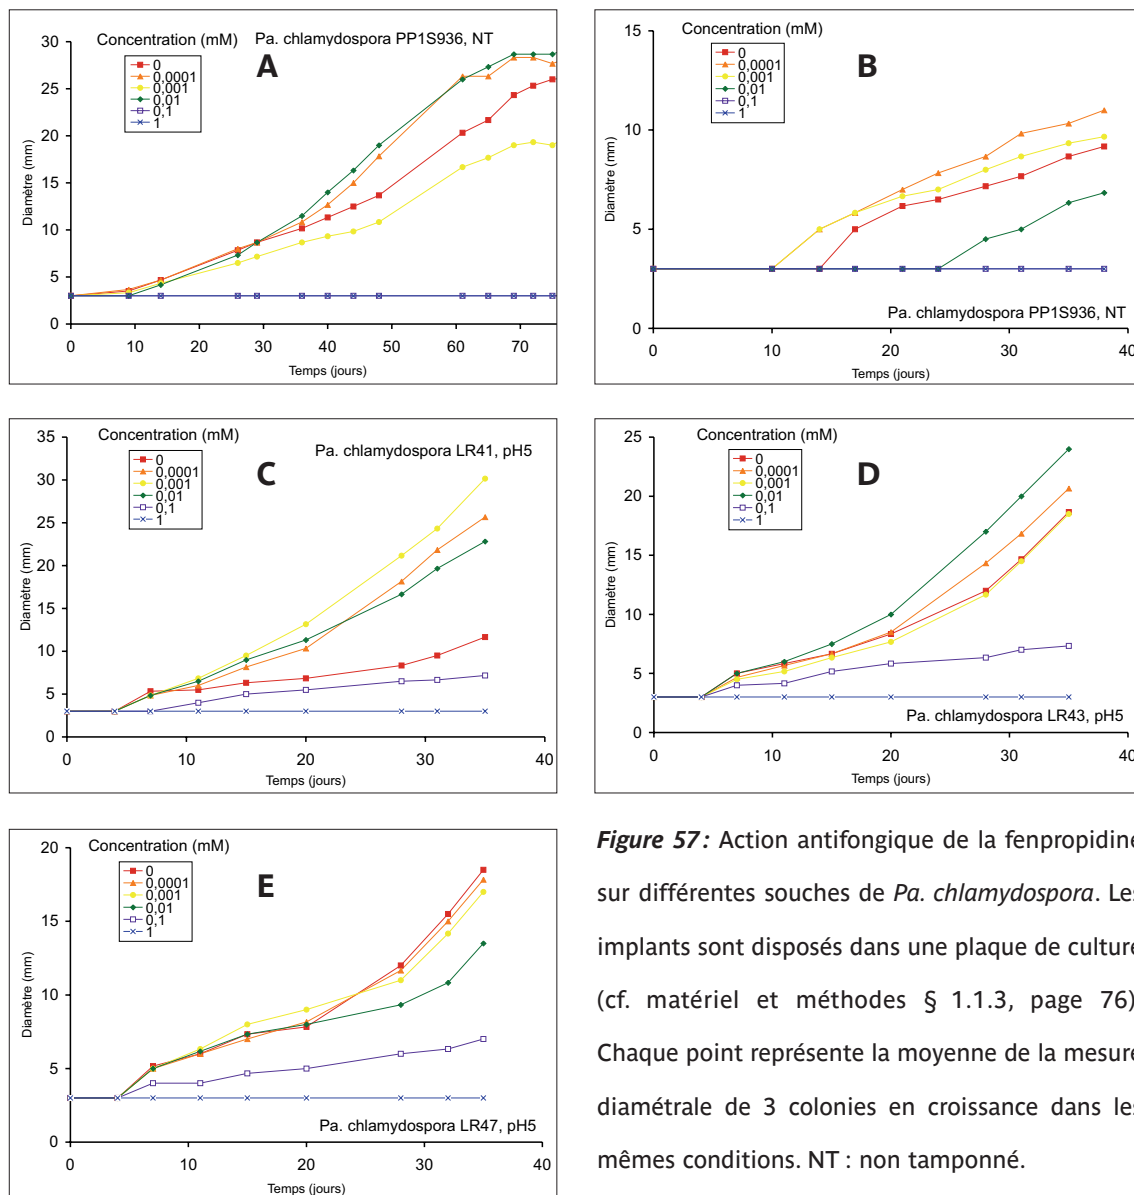 Concentration (mM)
Pa. chlamydospora PP1S936, NT
A
0
0,0001
0,001
0,01
0,1
1
30
25
20
15
10
5
0
Diamètre (mm)
0 10 20 30 40 50 60 70
Temps (jours)
Concentration (mM)
B
0
0,0001
0,001
0,01
0,1
1
15
10
5
0
Diamètre (mm)
Pa. chlamydospora PP1S936, NT
0 10 20 30 40
Temps (jours)
Concentration (mM)
Pa. chlamydospora LR41, pH5
C
0
0,0001
0,001
0,01
0,1
1
35
30
25
20
15
10
5
0
Diamètre (mm)
0 10 20 30 40
Temps (jours)
Concentration (mM)
D
0
0,0001
0,001
0,01
0,1
1
25
20
15
10
5
0
Diamètre (mm)
Pa. chlamydospora LR43, pH5
0 10 20 30 40
Temps (jours)
Concentration (mM)
E
0
0,0001
0,001
0,01
0,1
1
20
15
10
5
0
Diamètre (mm)
Pa. chlamydospora LR47, pH5
0 10 20 30 40
Temps (jours)
Figure 57 : Action antifongique de la fenpropidine
sur différentes souches de Pa. chlamydospora. Les
implants sont disposés dans une plaque de culture
(cf. matériel et méthodes § 1.1.3, page 76)
Chaque point représente la moyenne de la mesure
diamétrale de 3 colonies en croissance dans les
mêmes conditions. NT : non tamponné.